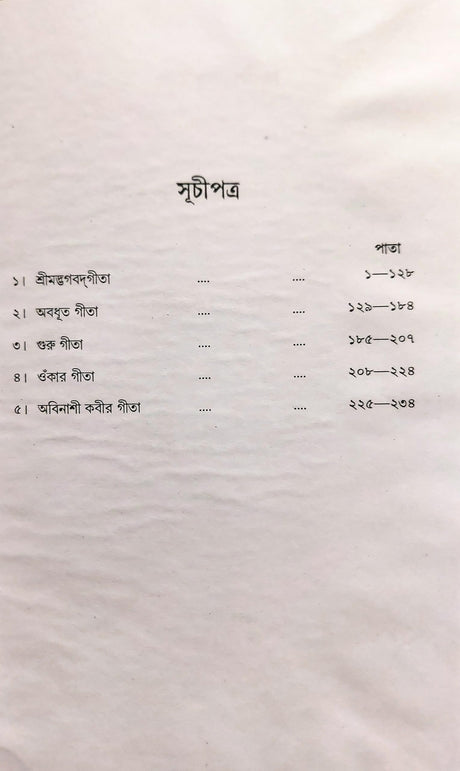 সূচীপত্র
পাতা
১। শ্রীমদ্ভগবদ্‌গীতা .... .... ১—১২৮
২। অবধূত গীতা .... .... ১২৯—১৮৪
৩। গুরু গীতা .... .... ১৮৫—২০৭
৪। ওঁকার গীতা .... .... ২০৮—২২৪
৫। অবিনাশী কবীর গীতা .... .... ২২৫—২৩৪